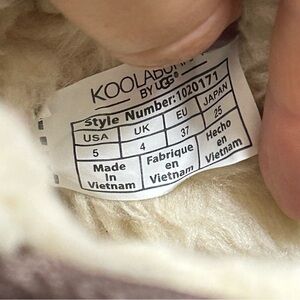 KOOLABURRA
BY UGG®
Style Number:1020171
USA UK EU JAPAN
5 4 37 25
Made In Vietnam
Fabrique en Vietnam
Hecho en Vietnam